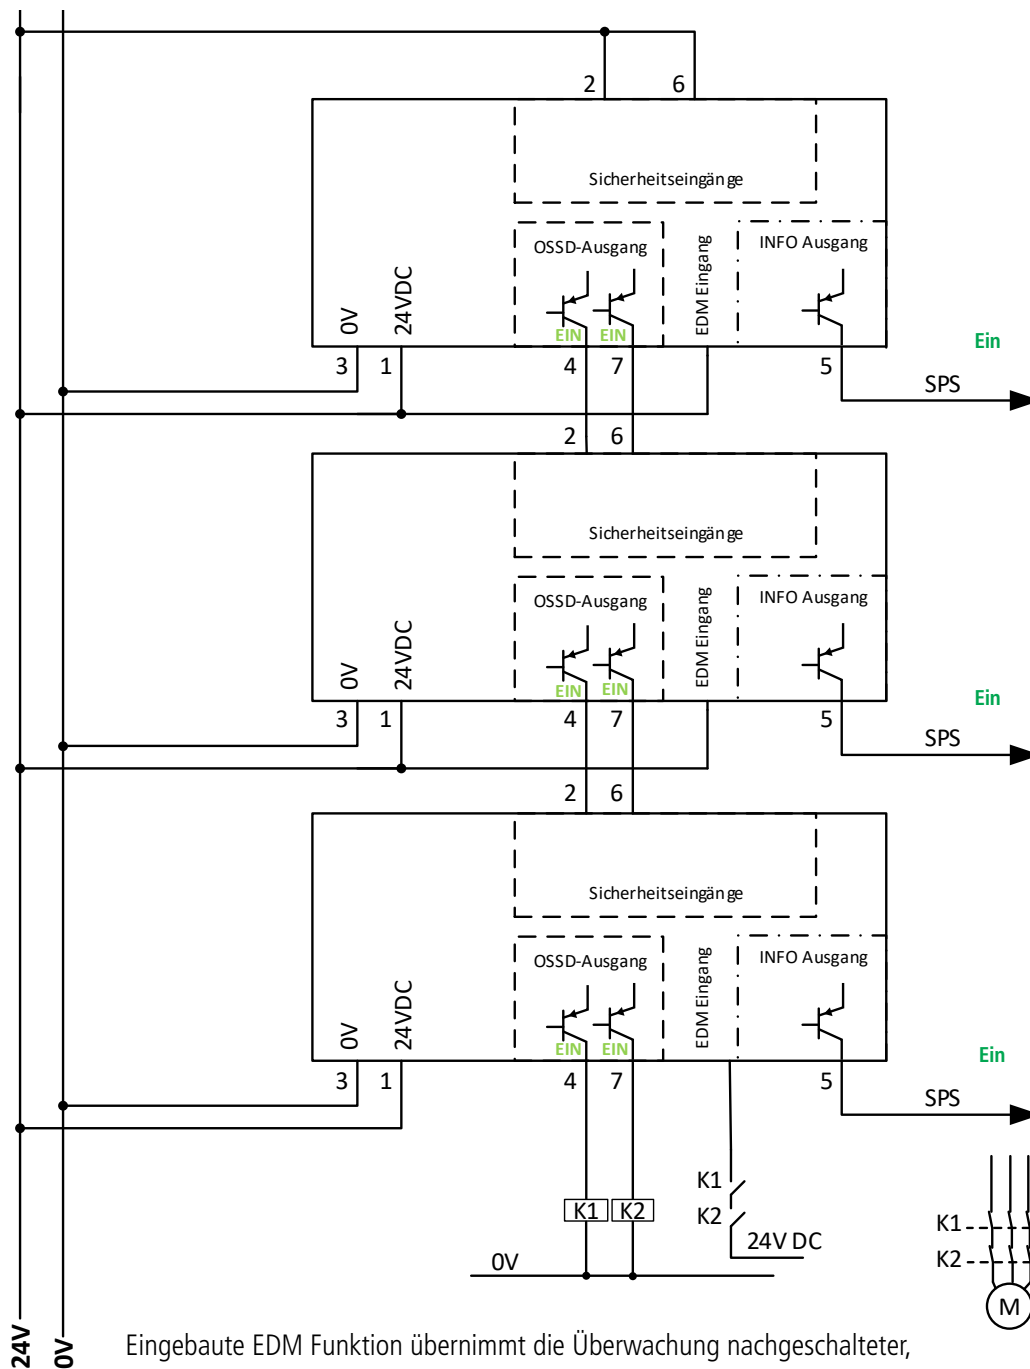 2 6
Sicherheitseingänge
OSSD-Ausgang
EDM Eingang
INFO Ausgang
0V
24VDC
EIN EIN
Ein
3 1 4 7 5
SPS
2 6
Sicherheitseingänge
OSSD-Ausgang
EDM Eingang
INFO Ausgang
0V
24VDC
EIN EIN
Ein
3 1 4 7 5
SPS
2 6
Sicherheitseingänge
OSSD-Ausgang
EDM Eingang
INFO Ausgang
0V
24VDC
EIN EIN
Ein
3 1 4 7 5
SPS
K1
K1 K2
K2
24V DC
0V
K1
K2
M
24V
0V
Eingebaute EDM Funktion übernimmt die Überwachung nachgeschalteter,